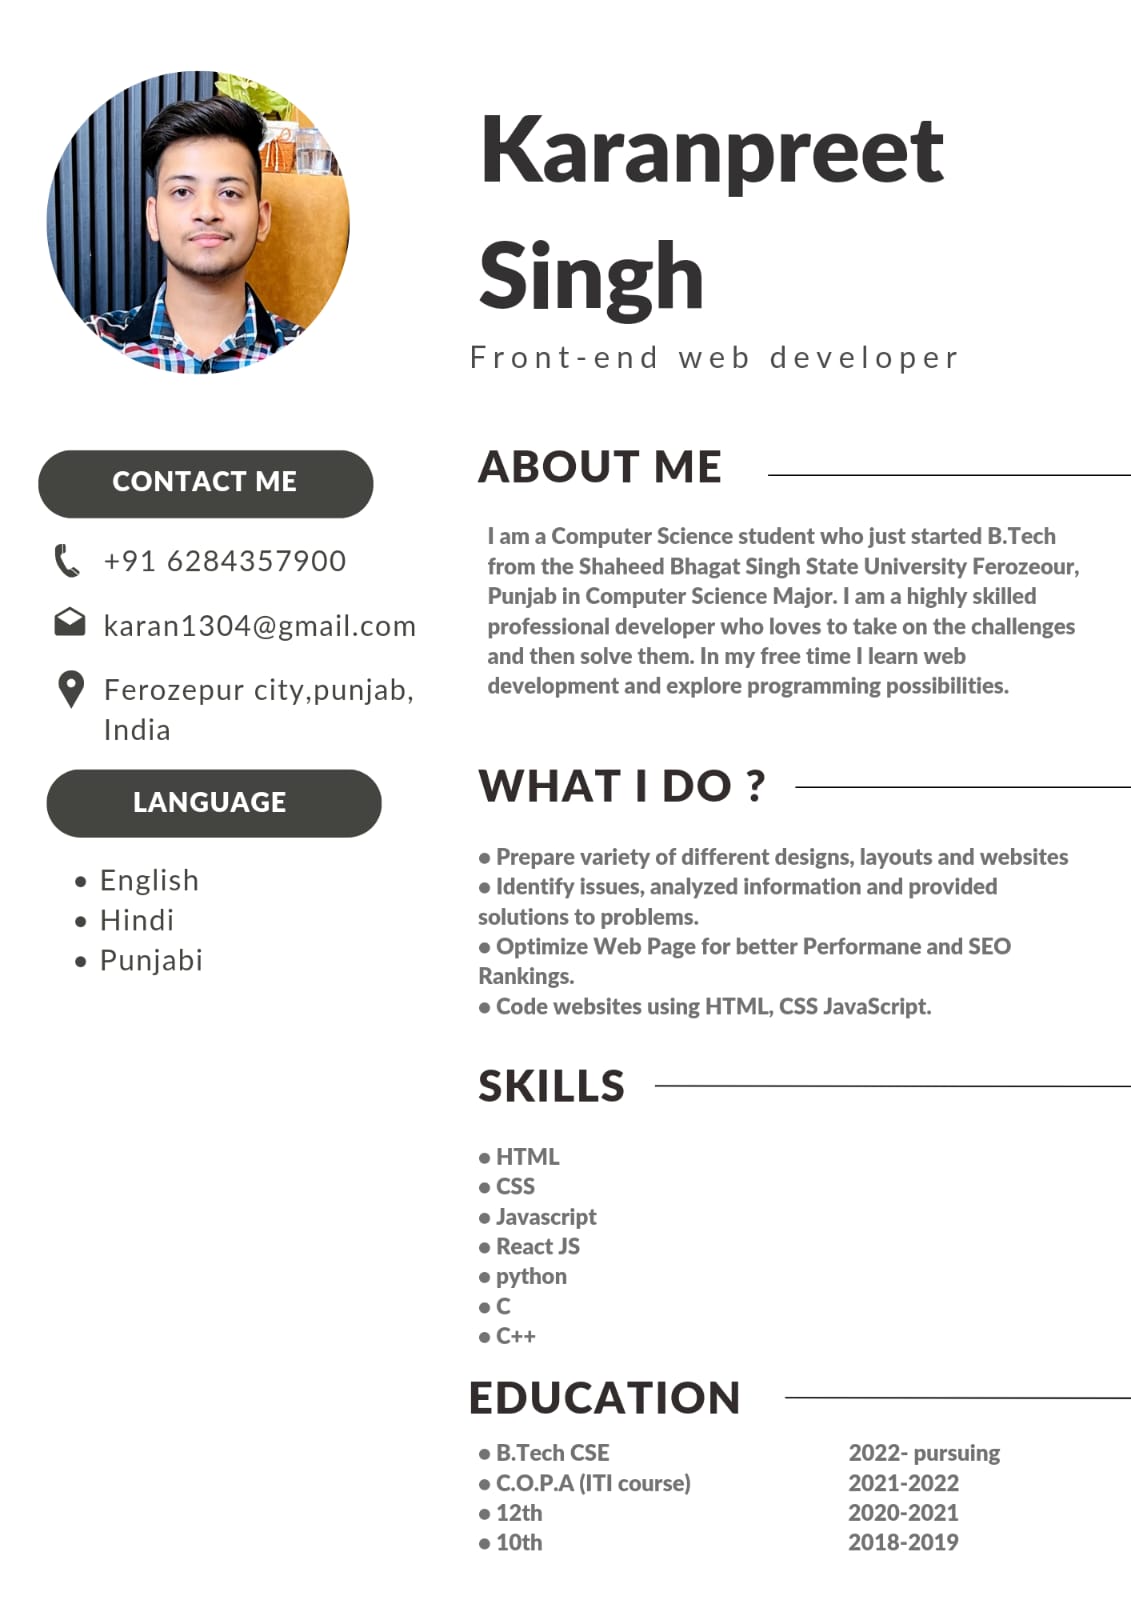 Karanpreet
Singh
Front-end web developer
CONTACT ME
+91 6284357900
karan1304@gmail.com
Ferozepur city,punjab,
India
LANGUAGE
• English
• Hindi
• Punjabi
ABOUT ME
I am a Computer Science student who just started B.Tech
from the Shaheed Bhagat Singh State University Ferozeour,
Punjab in Computer Science Major. I am a highly skilled
professional developer who loves to take on the challenges
and then solve them. In my free time I learn web
development and explore programming possibilities.
WHAT I DO ?
● Prepare variety of different designs, layouts and websites
● Identify issues, analyzed information and provided
solutions to problems.
● Optimize Web Page for better Performane and SEO
Rankings.
● Code websites using HTML, CSS JavaScript.
SKILLS
● HTML
● CSS
● Javascript
● React JS
● python
● C
● C++
EDUCATION
● B.Tech CSE 2022- pursuing
● C.O.P.A (ITI course) 2021-2022
● 12th 2020-2021
● 10th 2018-2019